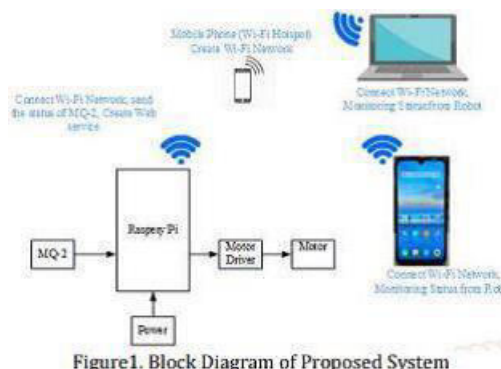 Mobile Phone (Wi-Fi Hotspot)
Create Wi-Fi Network
Connect Wi-Fi Network, send
the status of MQ-2, Create Web
service
Connect Wi-Fi Network,
Monitoring Status from Robot
Raspery Pi
MQ-2
Motor
Driver
Motor
Power
Connect Wi-Fi Network,
Monitoring Status from Rob
Figure1. Block Diagram of Proposed System